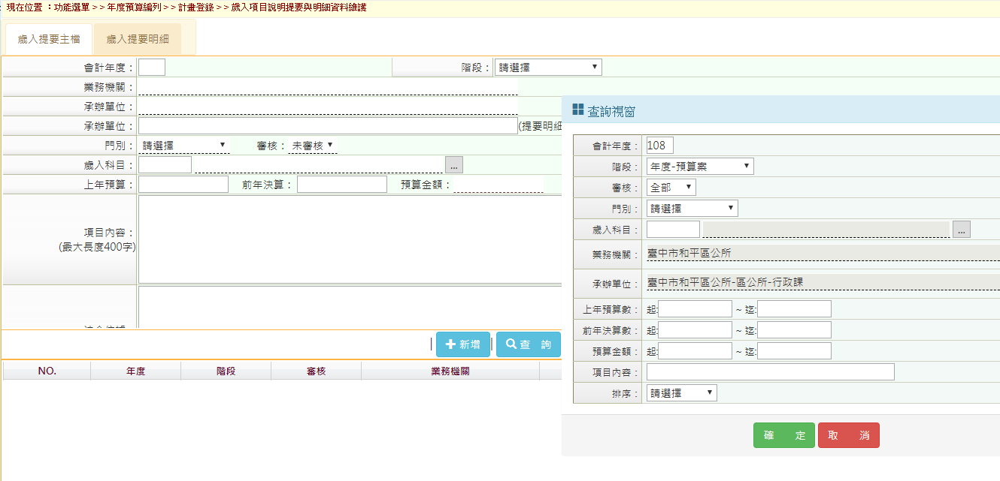 現在位置 ：功能選單>>年度預算編列>>計畫登錄>>歲入項目說明提要與明細資料維護
歲入提要主檔 歲入提要明細
會計年度： 階段： 請選擇
業務機關：
承辦單位：
承辦單位： (提要明細
門別： 請選擇 審核： 未審核
歲入科目： ...
上年預算： 前年決算： 預算金額：
項目內容：
(最大長度400字)
新增 查 詢
NO. 年度 階段 審核 業務機關
查詢視窗
會計年度： 108
階段： 年度-預算案
審核： 全部
門別： 請選擇
歲入科目： ...
業務機關： 臺中市和平區公所
承辦單位： 臺中市和平區公所-區公所-行政課
上年預算數： 起: ~ 迄:
前年決算數： 起: ~ 迄:
預算金額： 起: ~ 迄:
項目內容：
排序： 請選擇
確 定 取 消